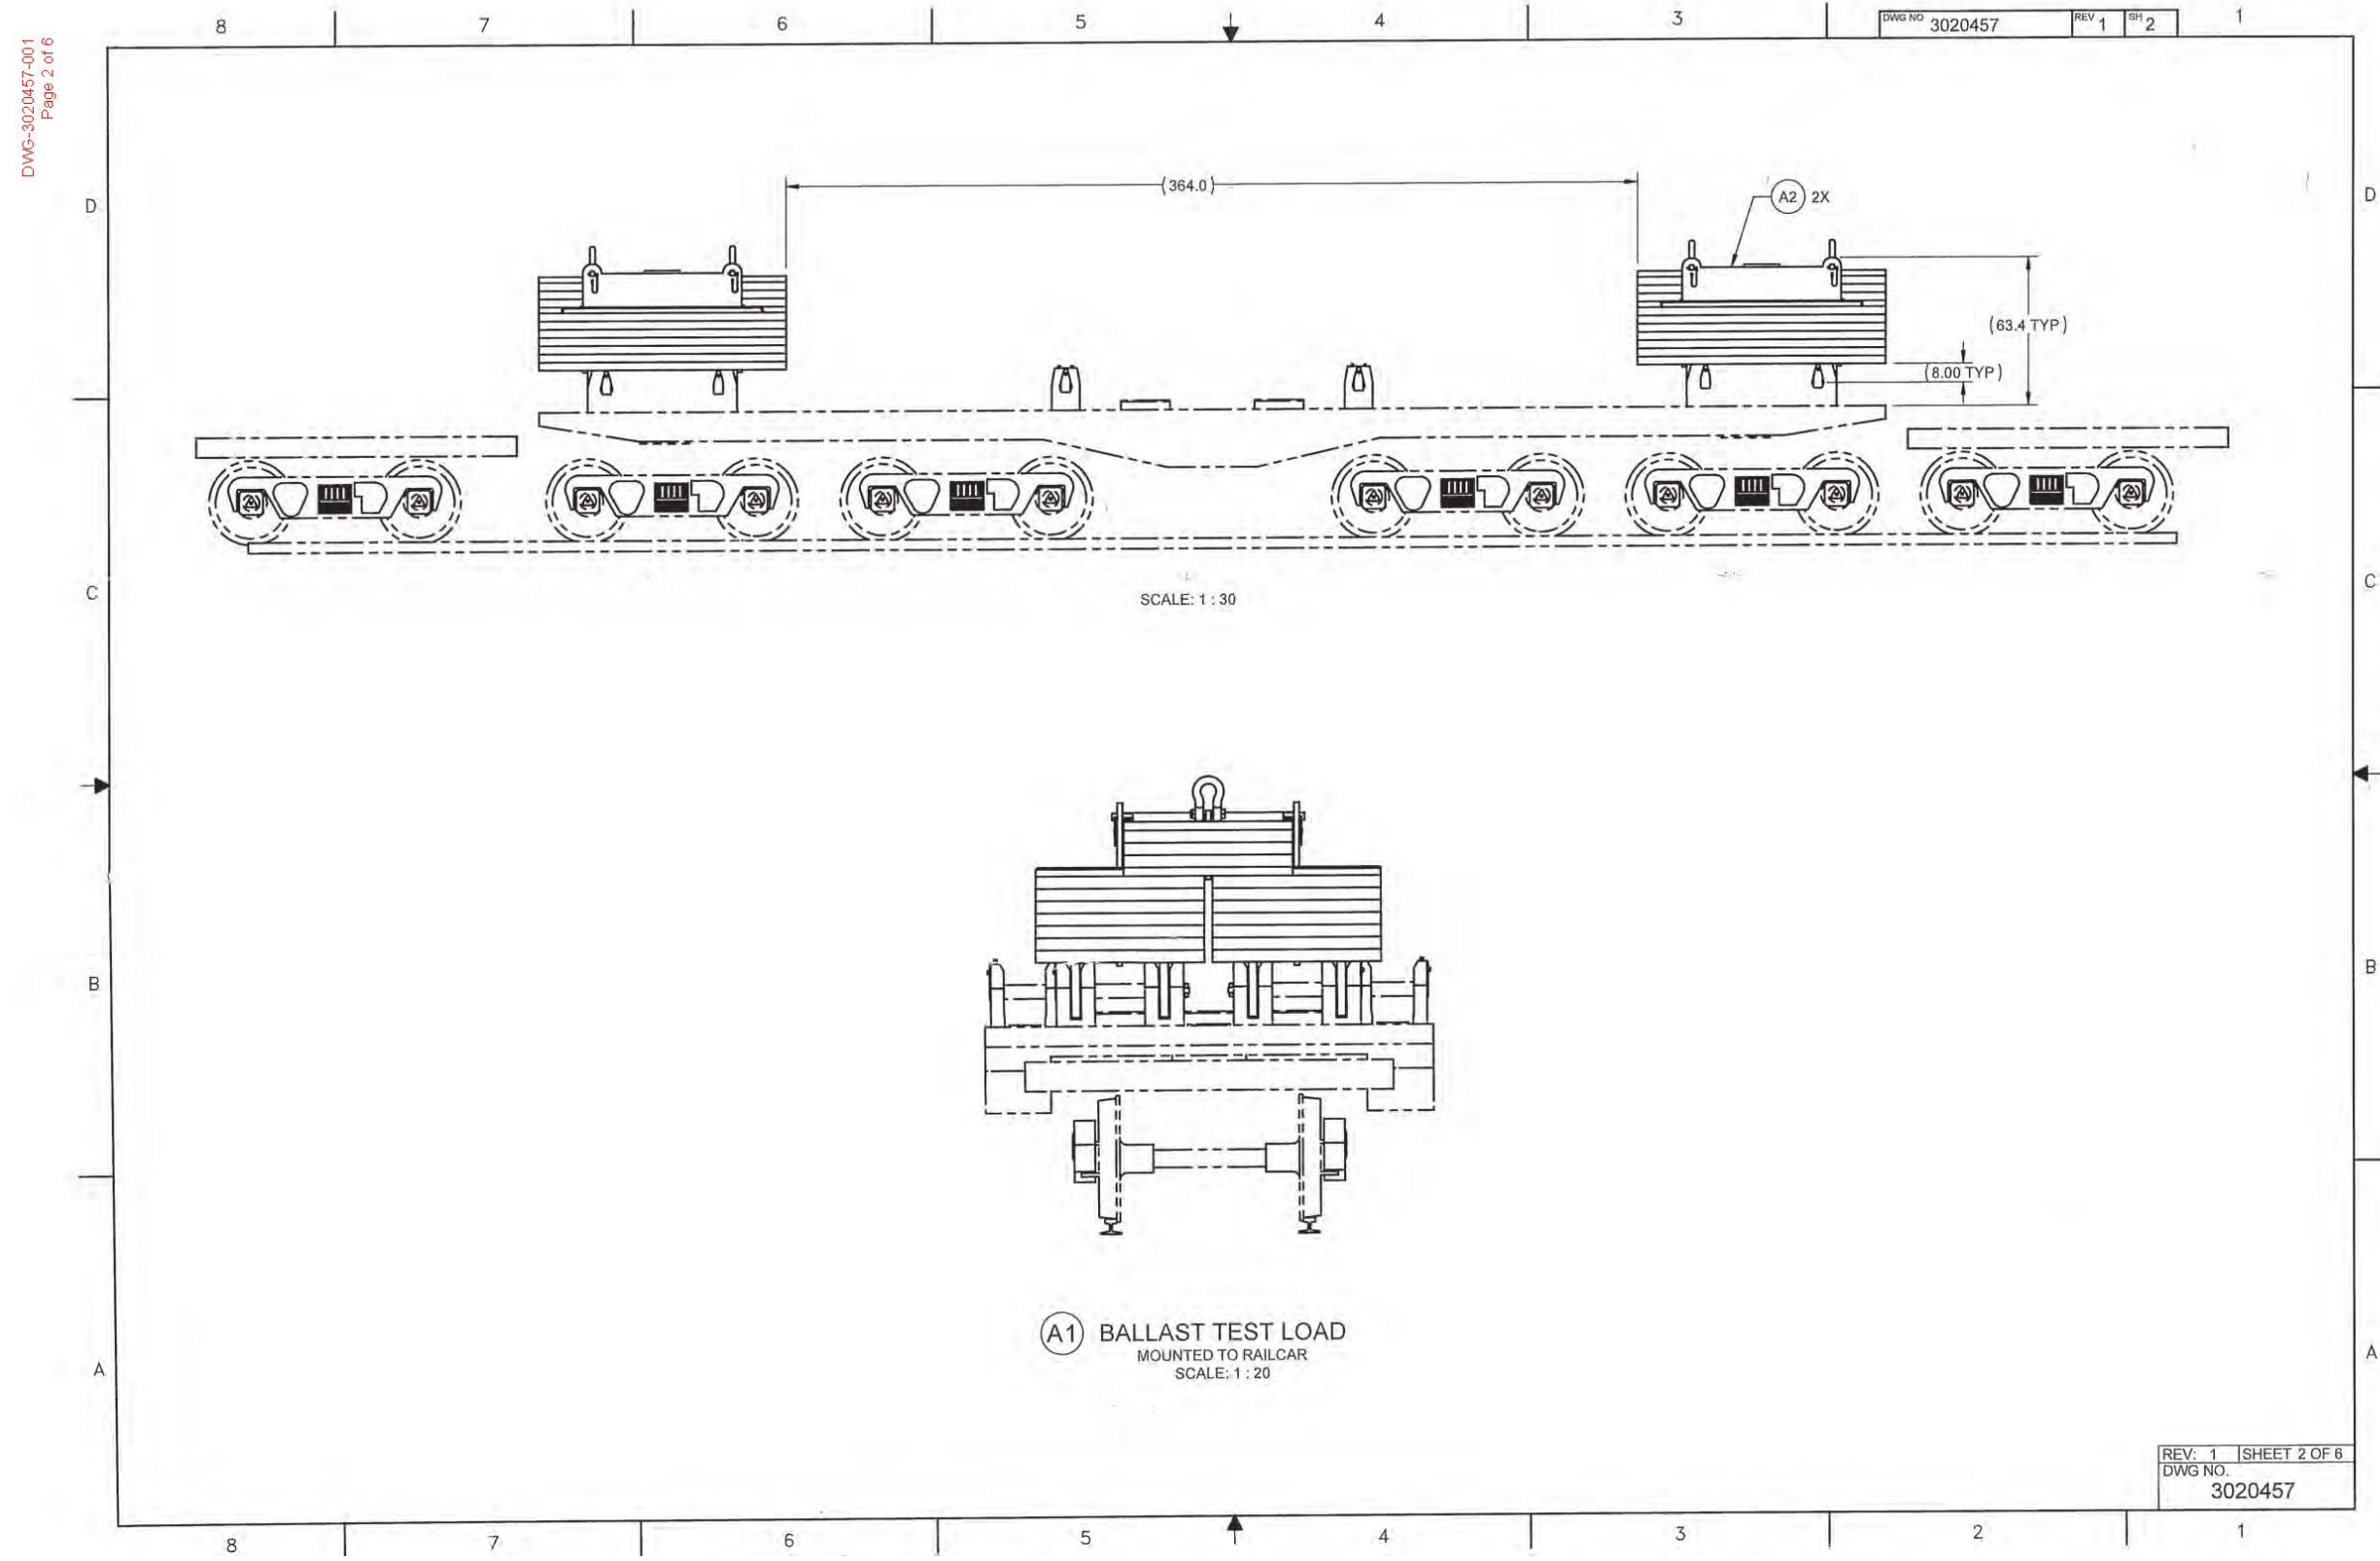 DWG-3020457-001
Page 2 of 6
8 7 6 5 4 3 1
DWG NO 3020457 REV 1 SH 2
D D
(364.0)
A2 2X
(63.4 TYP)
(8.00 TYP)
C C
SCALE: 1 : 30
B B
A1 BALLAST TEST LOAD
MOUNTED TO RAILCAR
SCALE: 1 : 20
A A
REV: 1 SHEET 2 OF 6
DWG NO.
3020457
8 7 6 5 4 3 2 1